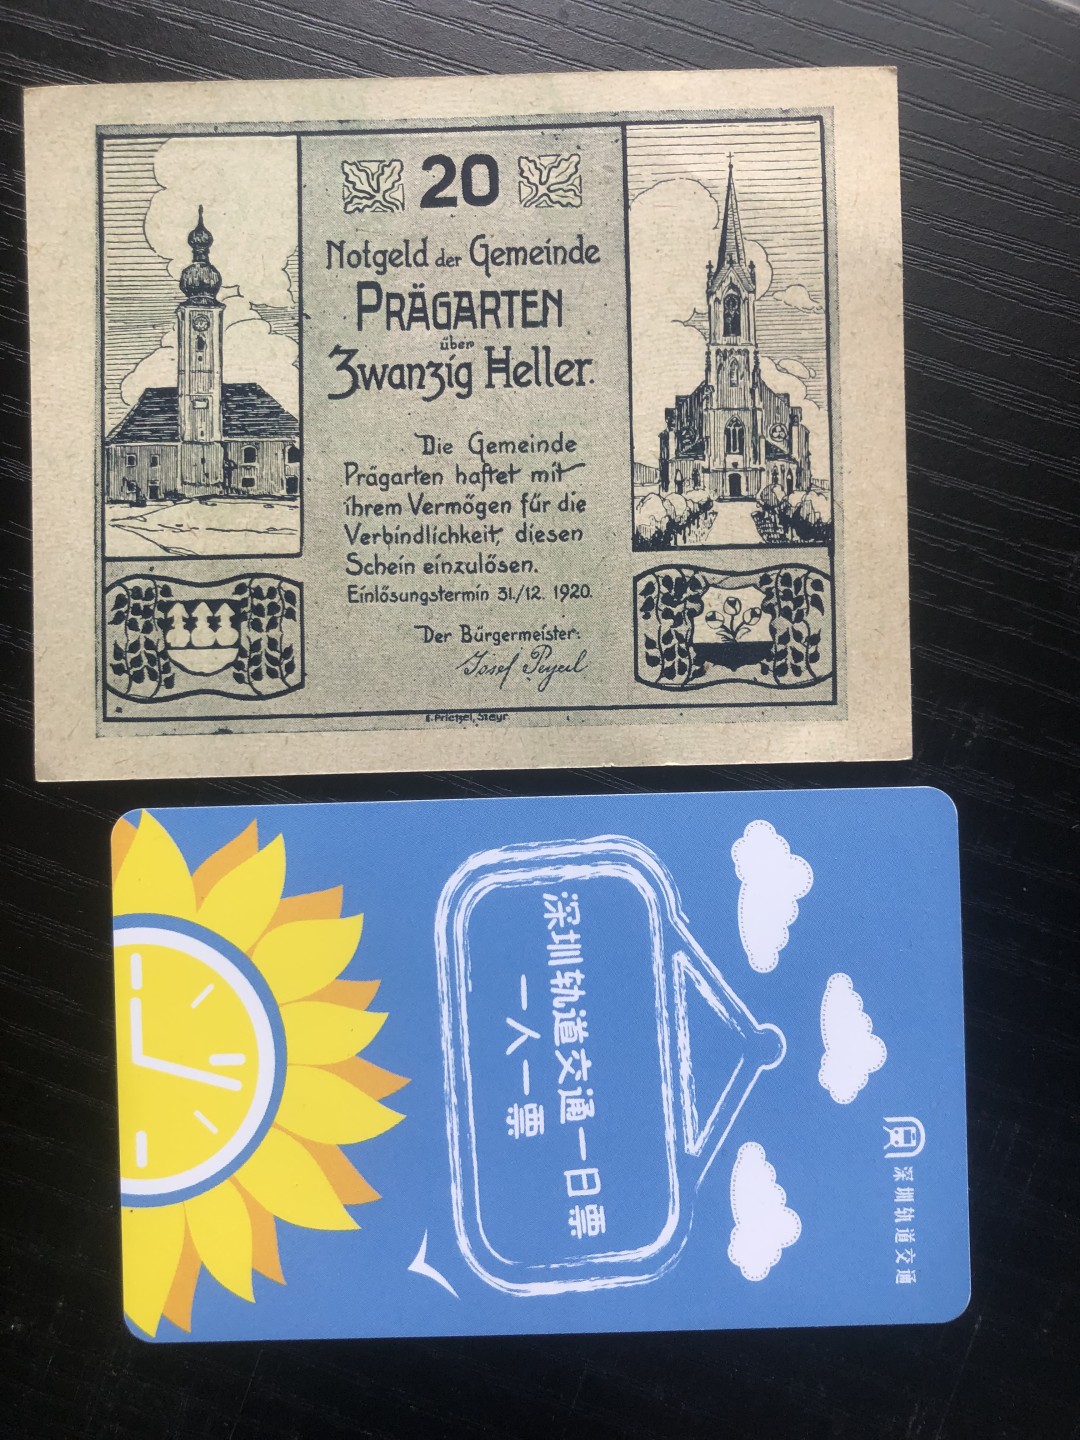 20
Notgeld der Gemeinde
PRÄGARTEN
über
Zwanzig Heller.
Die Gemeinde
Prägarten haftet mit
ihrem Vermögen für die
Verbindlichkeit, diesen
Schein einzulösen.
Einlösungstermin 31./12. 1920.
Der Bürgermeister:
E. Prietzel, Steyr.
深圳轨道交通
深圳轨道交通一日票
一人一票